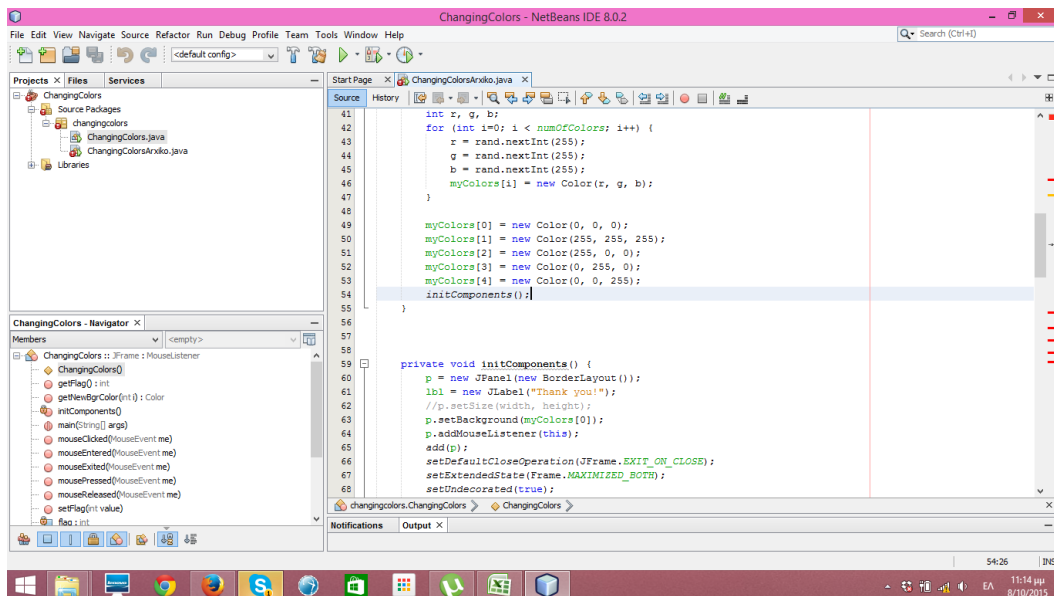 ChangingColors - NetBeans IDE 8.0.2
File Edit View Navigate Source Refactor Run Debug Profile Team Tools Window Help
Search (Ctrl+I)
<default config>
Projects Files Services
ChangingColors
Source Packages
changingcolors
ChangingColors.java
ChangingColorsArxiko.java
Libraries
Start Page ChangingColorsArxiko.java
Source History
41 int r, g, b;
42 for (int i=0; i < numOfColors; i++) {
43 r = rand.nextInt(255);
44 g = rand.nextInt(255);
45 b = rand.nextInt(255);
46 myColors[i] = new Color(r, g, b);
47 }
48
49 myColors[0] = new Color(0, 0, 0);
50 myColors[1] = new Color(255, 255, 255);
51 myColors[2] = new Color(255, 0, 0);
52 myColors[3] = new Color(0, 255, 0);
53 myColors[4] = new Color(0, 0, 255);
54 initComponents();
55 }
56
57
58
59 private void initComponents() {
60 p = new JPanel(new BorderLayout());
61 lbl = new JLabel("Thank you!");
62 //p.setSize(width, height);
63 p.setBackground(myColors[0]);
64 p.addMouseListener(this);
65 add(p);
66 setDefaultCloseOperation(JFrame.EXIT_ON_CLOSE);
67 setExtendedState(Frame.MAXIMIZED_BOTH);
68 setUndecorated(true);
changingcolors.ChangingColors ChangingColors
ChangingColors - Navigator
Members <empty>
ChangingColors :: JFrame : MouseListener
ChangingColors()
getFlag() : int
getNewBgrColor(int i) : Color
initComponents()
main(String[] args)
mouseClicked(MouseEvent me)
mouseEntered(MouseEvent me)
mouseExited(MouseEvent me)
mousePressed(MouseEvent me)
mouseReleased(MouseEvent me)
setFlag(int value)
flag : int
Notifications Output
54:26 INS
Lenovo
ΕΛ
11:14 μμ
8/10/2015